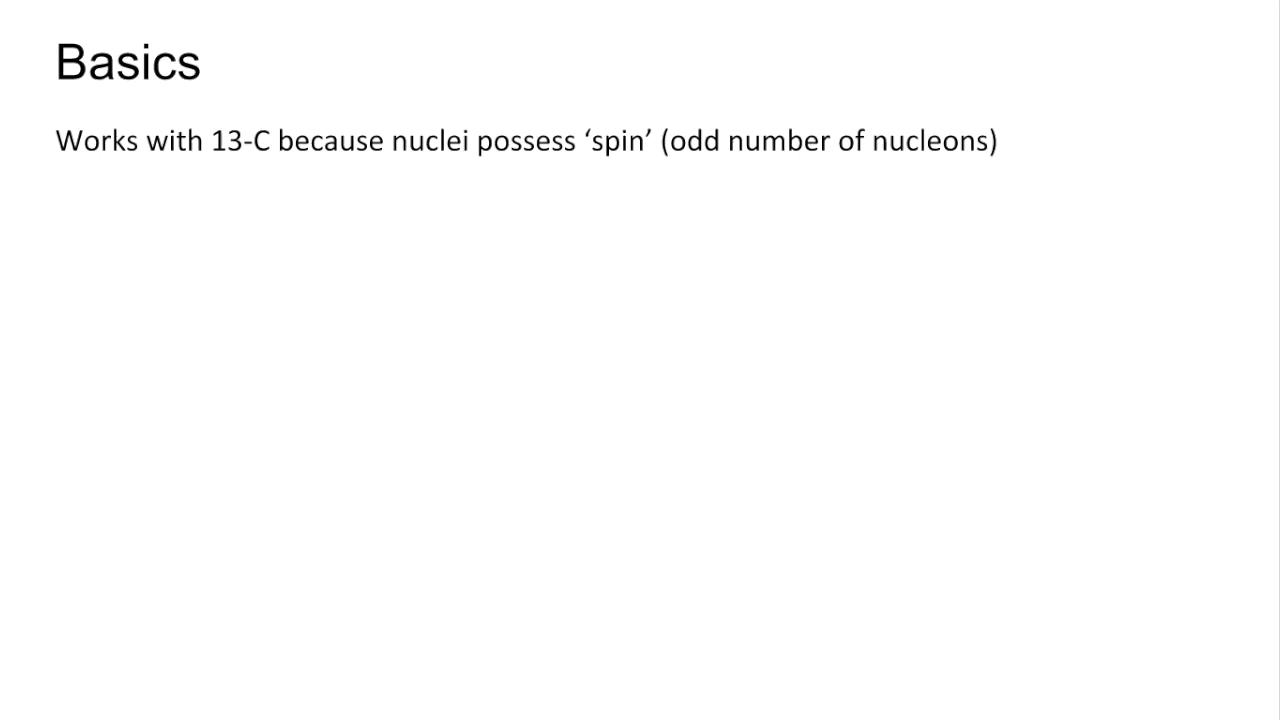 Basics
Works with 13-C because nuclei possess ‘spin’ (odd number of nucleons)